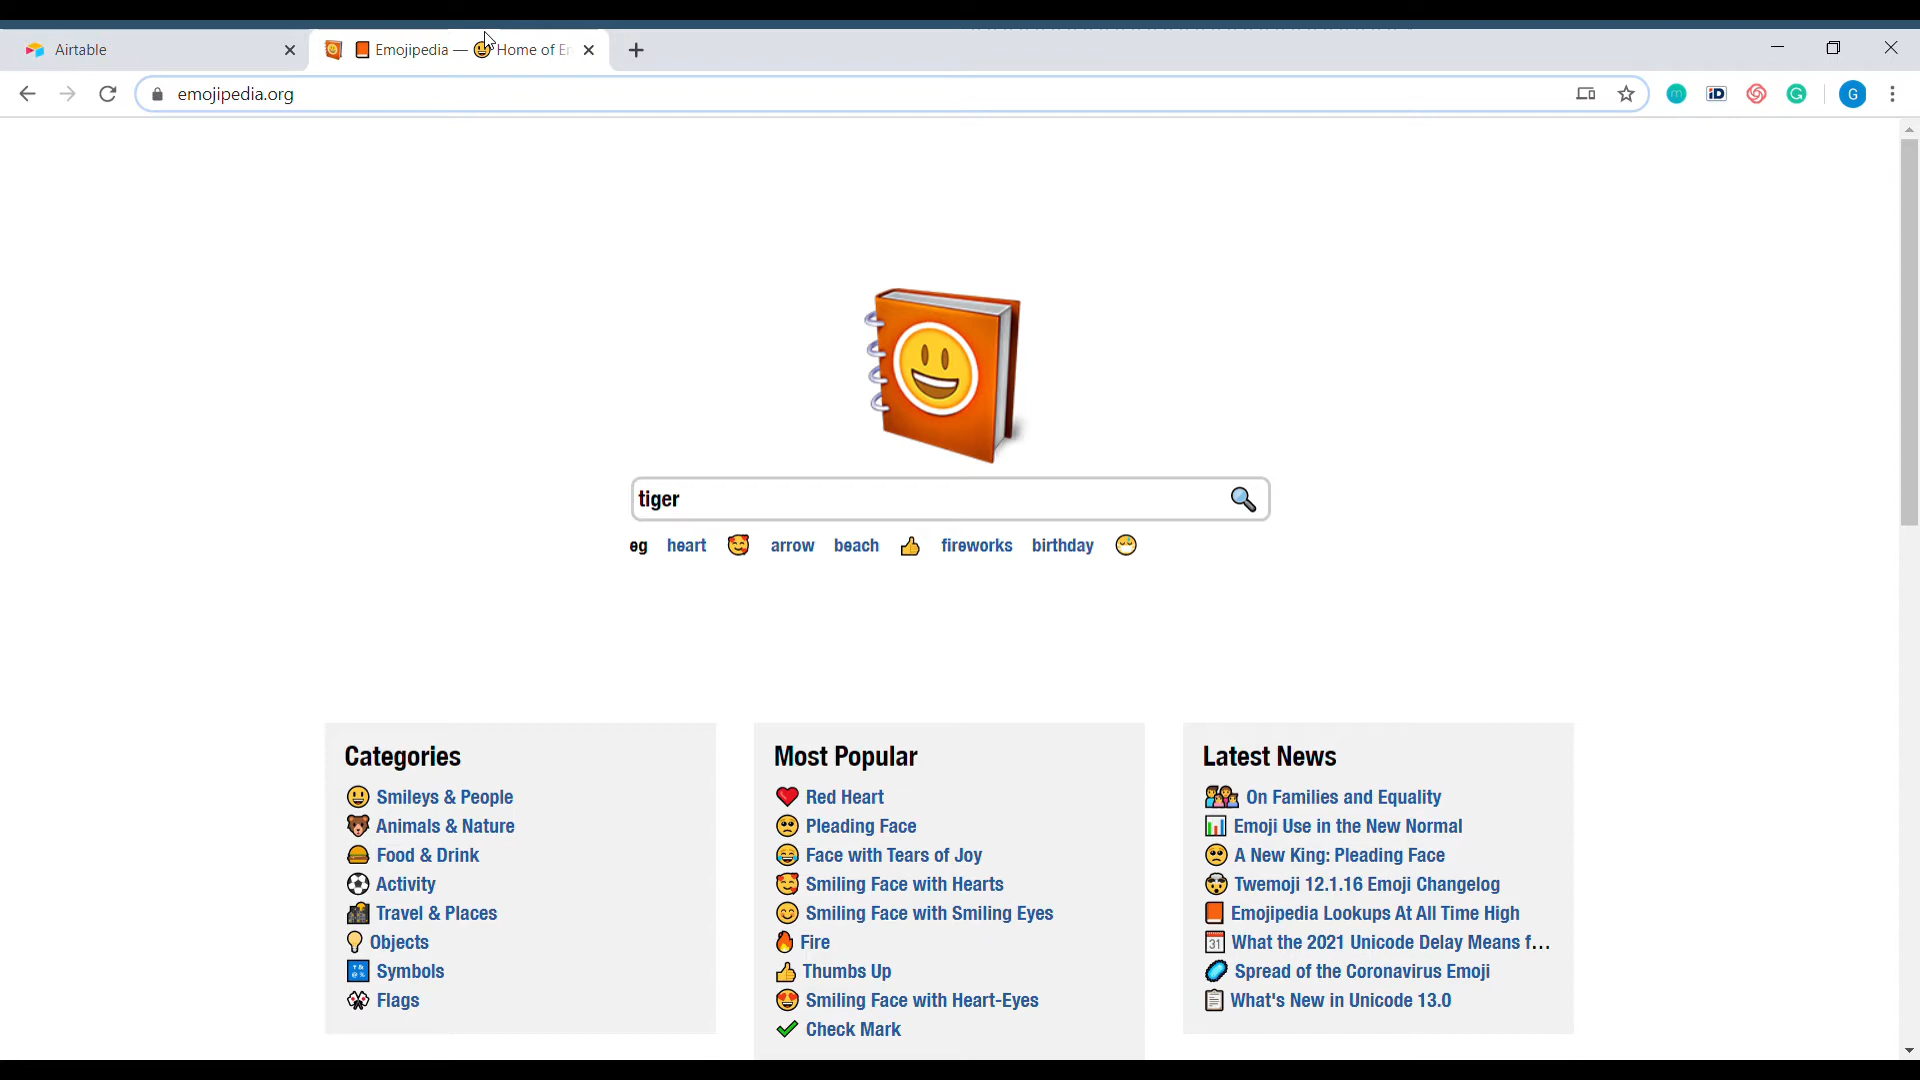 Airtable
Emojipedia — 😃 Home of E
emojipedia.org
G
tiger
eg heart arrow beach fireworks birthday
Categories
Smileys & People
Animals & Nature
Food & Drink
Activity
Travel & Places
Objects
Symbols
Flags
Most Popular
Red Heart
Pleading Face
Face with Tears of Joy
Smiling Face with Hearts
Smiling Face with Smiling Eyes
Fire
Thumbs Up
Smiling Face with Heart-Eyes
Check Mark
Latest News
On Families and Equality
Emoji Use in the New Normal
A New King: Pleading Face
Twemoji 12.1.16 Emoji Changelog
Emojipedia Lookups At All Time High
What the 2021 Unicode Delay Means f...
Spread of the Coronavirus Emoji
What's New in Unicode 13.0